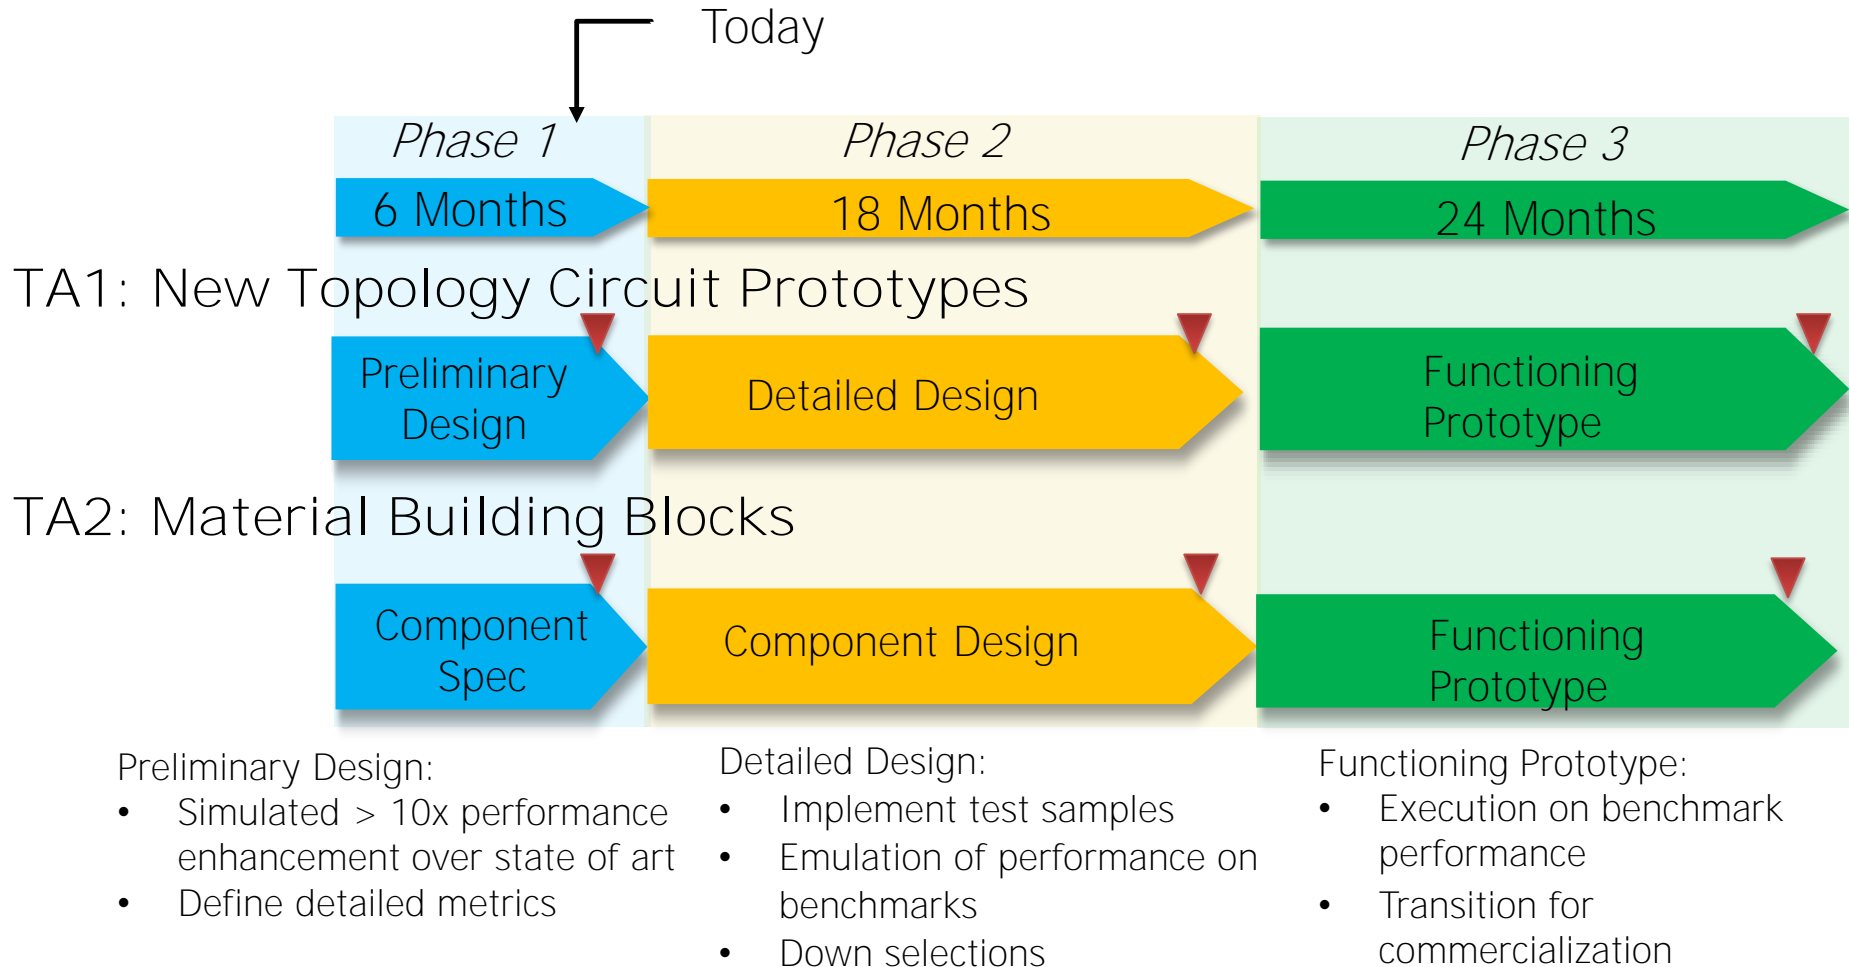 Today
Phase 1
Phase 2
Phase 3
6 Months
18 Months
24 Months
TA1: New Topology Circuit Prototypes
Preliminary
Design
Detailed Design
Functioning
Prototype
TA2: Material Building Blocks
Component
Spec
Component Design
Functioning
Prototype
Preliminary Design:
• Simulated > 10x performance
enhancement over state of art
• Define detailed metrics
Detailed Design:
• Implement test samples
• Emulation of performance on
benchmarks
• Down selections
Functioning Prototype:
• Execution on benchmark
performance
• Transition for
commercialization